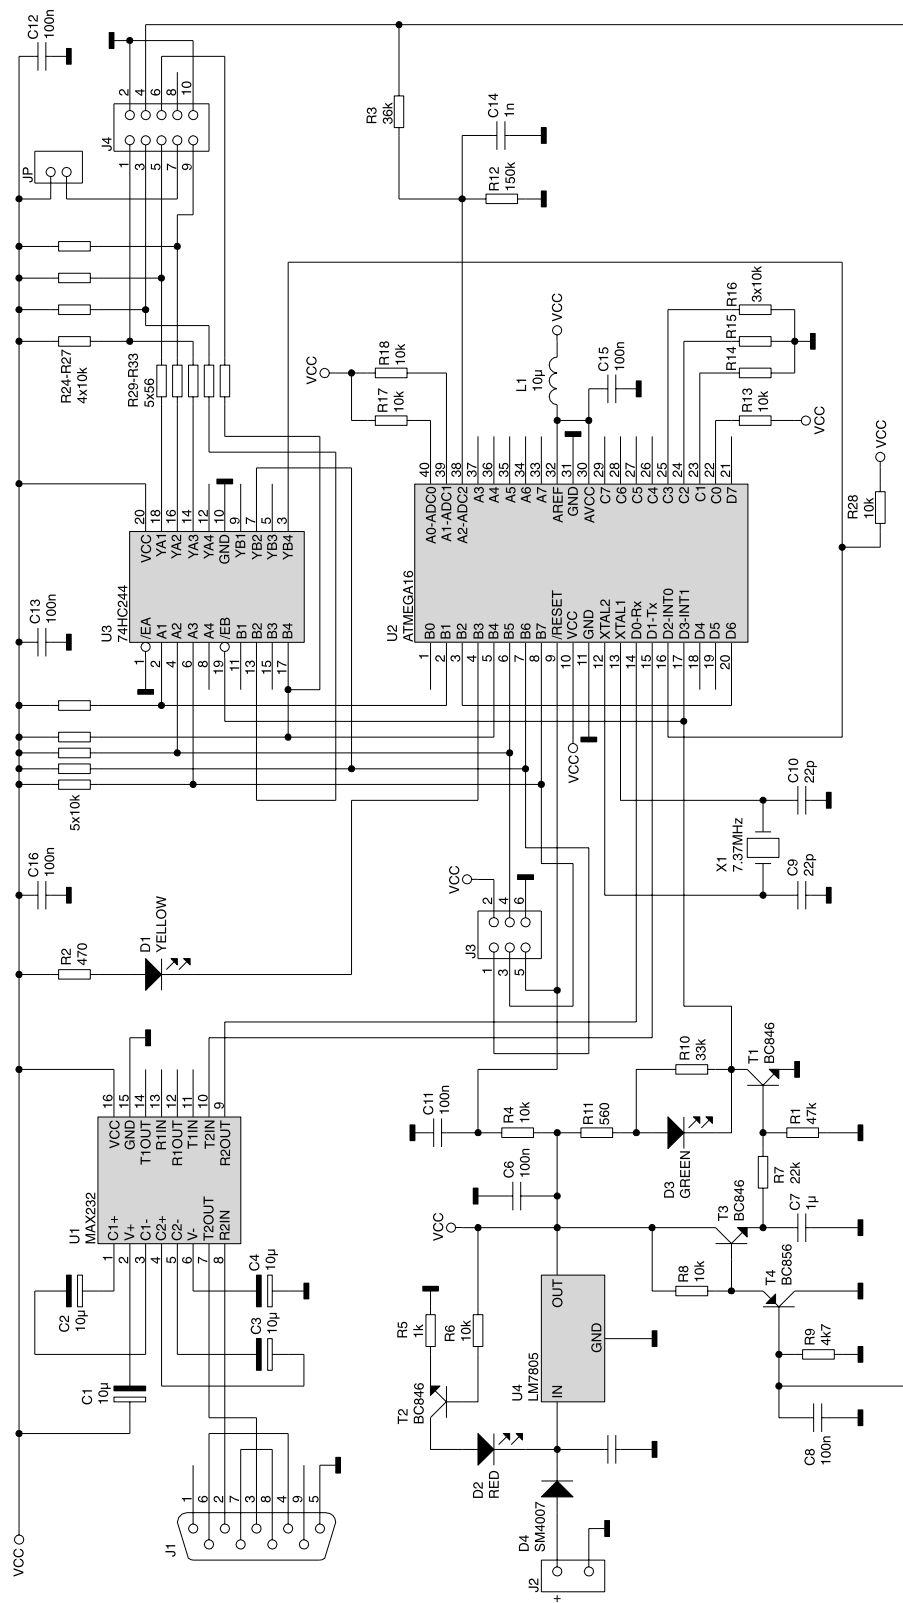 VCC
J1
1
6
2
7
3
8
4
9
5
C1
10µ
C2
10µ
C3
10µ
C4
10µ
U1
MAX232
1
2
3
4
5
6
7
8
C1+
V+
C1-
C2+
C2-
V-
T2OUT
R2IN
VCC
GND
T1OUT
R1IN
R1OUT
T1IN
T2IN
R2OUT
16
15
14
13
12
11
10
9
R2
470
D1
YELLOW
C16
100n
5x10k
C13
100n
U3
74HC244
1
2
4
6
8
19
11
13
15
17
/EA
A1
A2
A3
A4
/EB
B1
B2
B3
B4
VCC
YA1
YA2
YA3
YA4
GND
YB1
YB2
YB3
YB4
20
18
16
14
12
10
9
7
5
3
R24-R27
4x10k
R29-R33
5x56
JP
J4
1
3
5
7
9
2
4
6
8
10
C12
100n
J2
+
D4
SM4007
D2
RED
T2
BC846
R5
1k
R6
10k
U4
LM7805
IN
OUT
GND
VCC
C6
100n
C11
100n
R4
10k
R11
560
D3
GREEN
R10
33k
T1
BC846
R1
47k
R7
22k
C7
1µ
T3
BC846
R8
10k
T4
BC856
R9
4k7
C8
100n
J3
1
3
5
2
4
6
VCC
X1
7.37MHz
C9
22p
C10
22p
VCC
U2
ATMEGA16
1
2
3
4
5
6
7
8
9
10
11
12
13
14
15
16
17
18
19
20
B0
B1
B2
B3
B4
B5
B6
B7
/RESET
VCC
GND
XTAL2
XTAL1
D0-Rx
D1-Tx
D2-INT0
D3-INT1
D4
D5
D6
A0-ADC0
A1-ADC1
A2-ADC2
A3
A4
A5
A6
A7
AREF
GND
AVCC
C7
C6
C5
C4
C3
C2
C1
C0
D7
40
39
38
37
36
35
34
33
32
31
30
29
28
27
26
25
24
23
22
21
VCC
R17
10k
R18
10k
L1
10µ
VCC
C15
100n
R13
10k
VCC
R14
R15
R16
3x10k
R28
10k
VCC
R3
36k
R12
150k
C14
1n